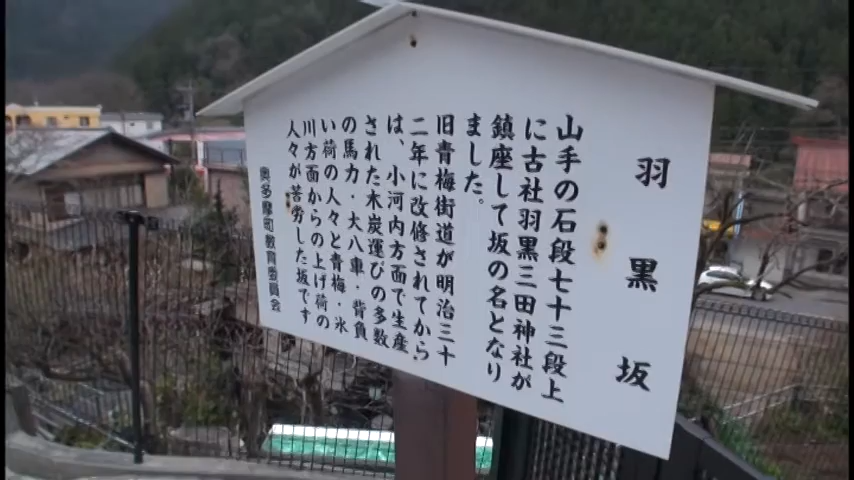 羽黒坂
山手の石段七十三段上
に古社羽黒三田神社が
鎮座して坂の名となり
ました。
旧青梅街道が明治三十
二年に改修されてから
は、小河内方面で生産
された木炭運びの多数
の馬力・大八車・背負
い荷の人々と青梅・氷
川方面からの上げ荷の
人々が苦労した坂です
奥多摩町教育委員会